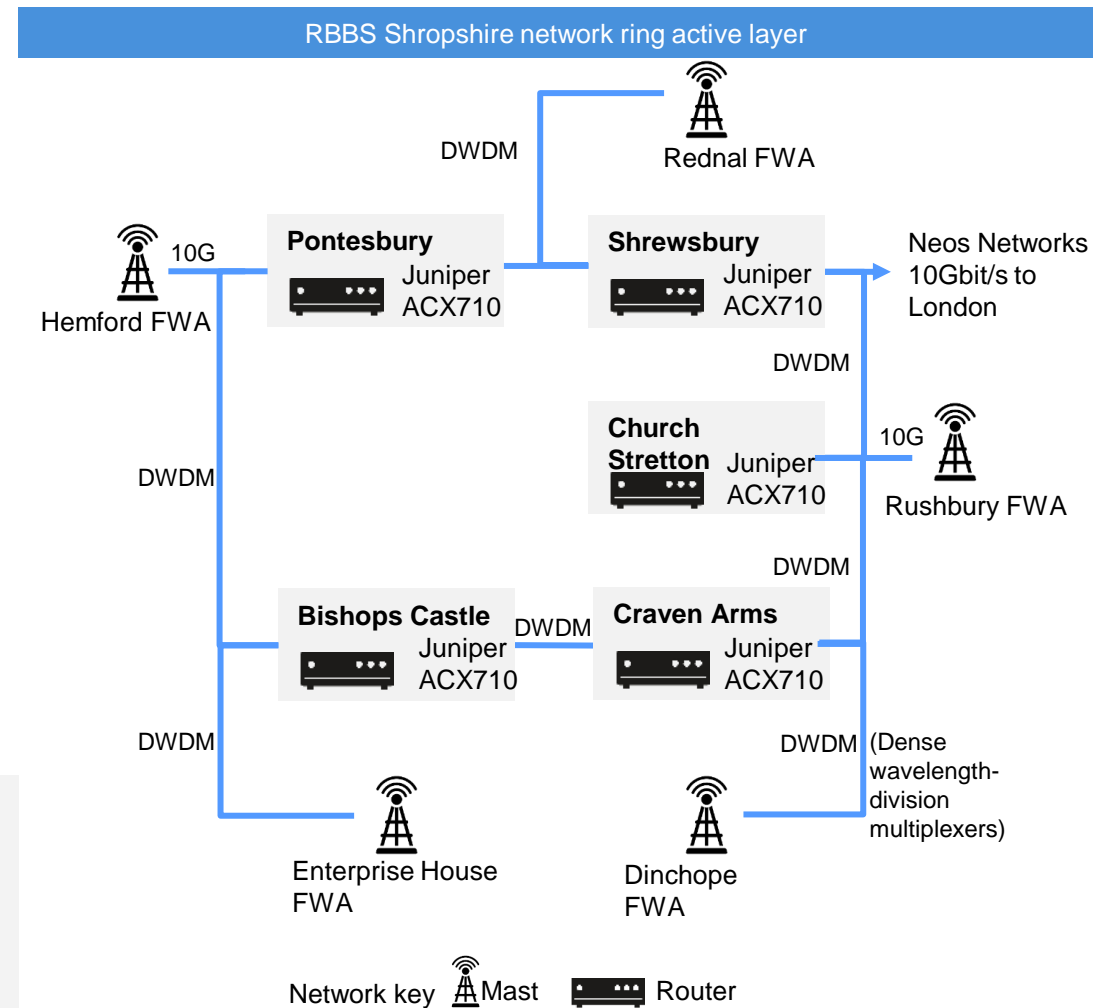 RBBS Shropshire network ring active layer
DWDM
Rednal FWA
Hemford FWA
10G
Pontesbury
Juniper
ACX710
Shrewsbury
Juniper
ACX710
Neos Networks
10Gbit/s to
London
DWDM
Church
Stretton
Juniper
ACX710
10G
Rushbury FWA
DWDM
DWDM
Bishops Castle
Juniper
ACX710
DWDM
Craven Arms
Juniper
ACX710
DWDM
DWDM
(Dense
wavelength-
division
multiplexers)
Enterprise House
FWA
Dinchope
FWA
Network key
Mast
Router